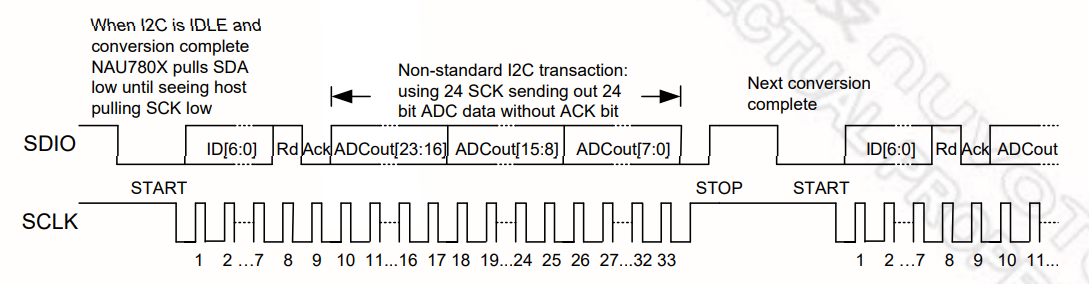 When I2C is IDLE and
conversion complete
NAU780X pulls SDA
low until seeing host
pulling SCK low
Non-standard I2C transaction:
using 24 SCK sending out 24
bit ADC data without ACK bit
Next conversion
complete
SDIO
ID[6:0] Rd Ack ADCout[23:16] ADCout[15:8] ADCout[7:0] ID[6:0] Rd Ack ADCout
START STOP START
SCLK
1 2 ...7 8 9 10 11...16 17 18 19...24 25 26 27...32 33 1 2 ...7 8 9 10 11...